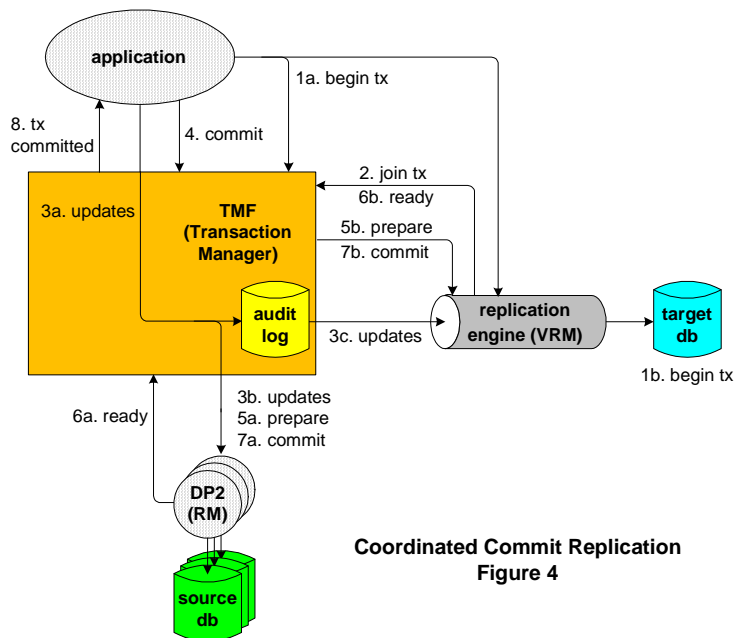 application
1a. begin tx
8. tx
committed
4. commit
2. join tx
6b. ready
3a. updates
TMF
(Transaction
Manager)
5b. prepare
7b. commit
audit
log
3c. updates
replication
engine (VRM)
target
db
1b. begin tx
6a. ready
3b. updates
5a. prepare
7a. commit
DP2
(RM)
source
db
Coordinated Commit Replication
Figure 4